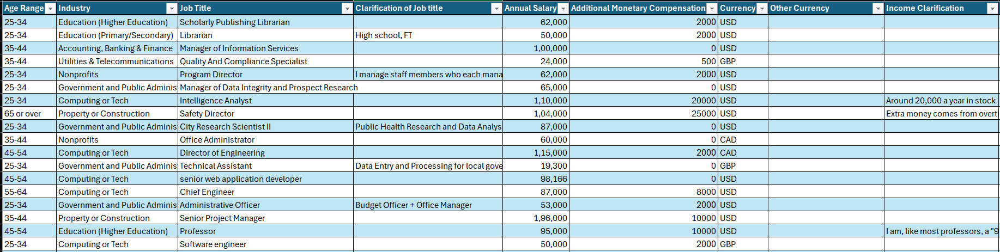 Age Range Industry Job Title Clarification of Job title Annual Salary Additional Monetary Compensation Currency Other Currency Income Clarification
25-34 Education (Higher Education) Scholarly Publishing Librarian 62,000 2000 USD
25-34 Education (Primary/Secondary) Librarian High school, FT 50,000 2000 USD
35-44 Accounting, Banking & Finance Manager of Information Services 1,00,000 0 USD
35-44 Utilities & Telecommunications Quality And Compliance Specialist 24,000 500 GBP
25-34 Nonprofits Program Director I manage staff members who each mana 62,000 2000 USD
25-34 Government and Public Adminis Manager of Data Integrity and Prospect Research 65,000 0 USD
25-34 Computing or Tech Intelligence Analyst 1,10,000 20000 USD Around 20,000 a year in stock
65 or over Property or Construction Safety Director 1,04,000 25000 USD Extra money comes from overti
25-34 Government and Public Adminis City Research Scientist II Public Health Research and Data Analys 87,000 0 USD
35-44 Nonprofits Office Administrator 60,000 0 CAD
45-54 Computing or Tech Director of Engineering 1,15,000 2000 CAD
25-34 Government and Public Adminis Technical Assistant Data Entry and Processing for local gove 19,300 0 GBP
45-54 Computing or Tech senior web application developer 98,166 0 USD
55-64 Computing or Tech Chief Engineer 87,000 8000 USD
25-34 Government and Public Adminis Administrative Officer Budget Officer + Office Manager 53,000 2000 USD
35-44 Property or Construction Senior Project Manager 1,96,000 10000 USD
45-54 Education (Higher Education) Professor 95,000 10000 USD I am, like most professors, a "9
25-34 Computing or Tech Software engineer 50,000 2000 GBP